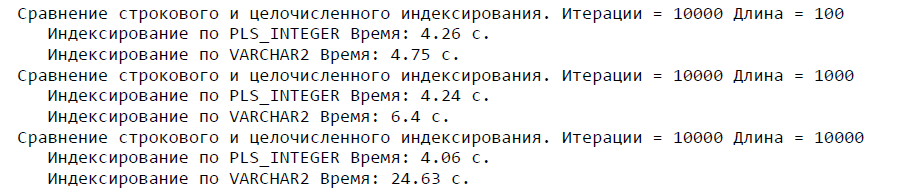 Сравнение строкового и целочисленного индексирования. Итерации = 10000 Длина = 100
Индексирование по PLS_INTEGER Время: 4.26 с.
Индексирование по VARCHAR2 Время: 4.75 с.
Сравнение строкового и целочисленного индексирования. Итерации = 10000 Длина = 1000
Индексирование по PLS_INTEGER Время: 4.24 с.
Индексирование по VARCHAR2 Время: 6.4 с.
Сравнение строкового и целочисленного индексирования. Итерации = 10000 Длина = 10000
Индексирование по PLS_INTEGER Время: 4.06 с.
Индексирование по VARCHAR2 Время: 24.63 с.